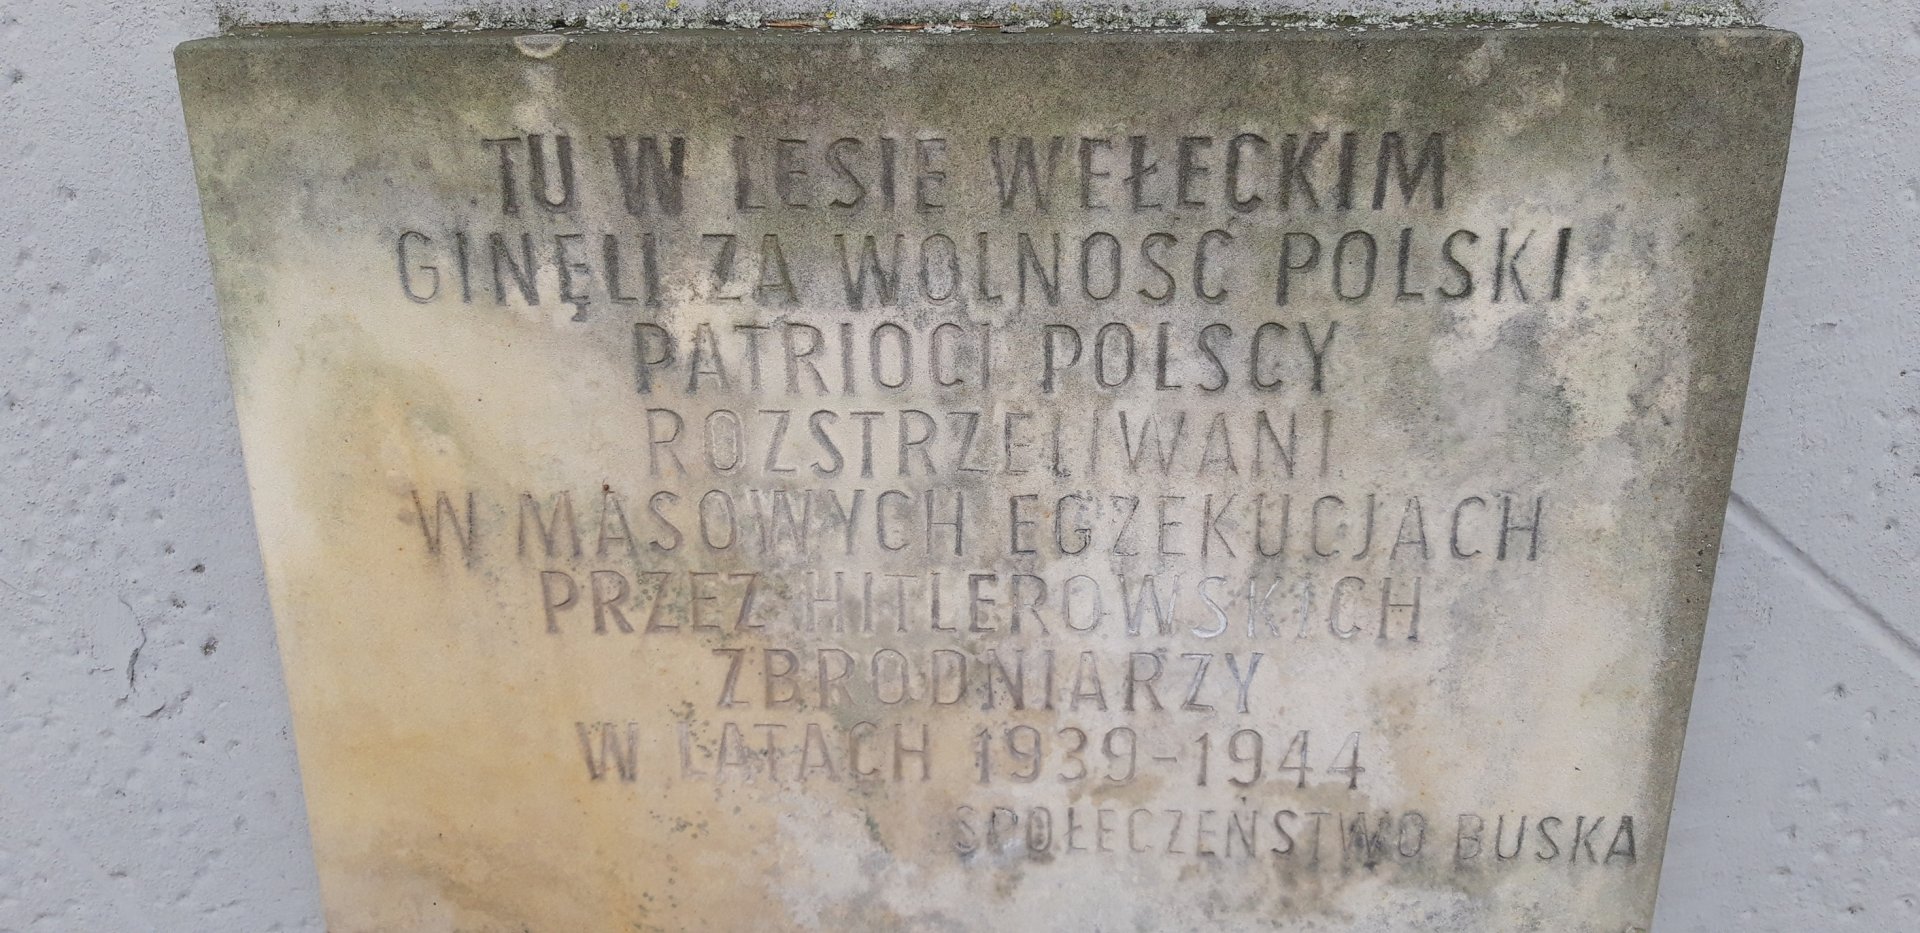 TU W LESIE WEŁECKIM
GINĘLI ZA WOLNOŚĆ POLSKI
PATRIOCI POLSCY
ROZSTRZELIWANI
W MASOWYCH EGZEKUCJACH
PRZEZ HITLEROWSKICH
ZBRODNIARZY
W LATACH 1939-1944
SPOŁECZEŃSTWO BUSKA